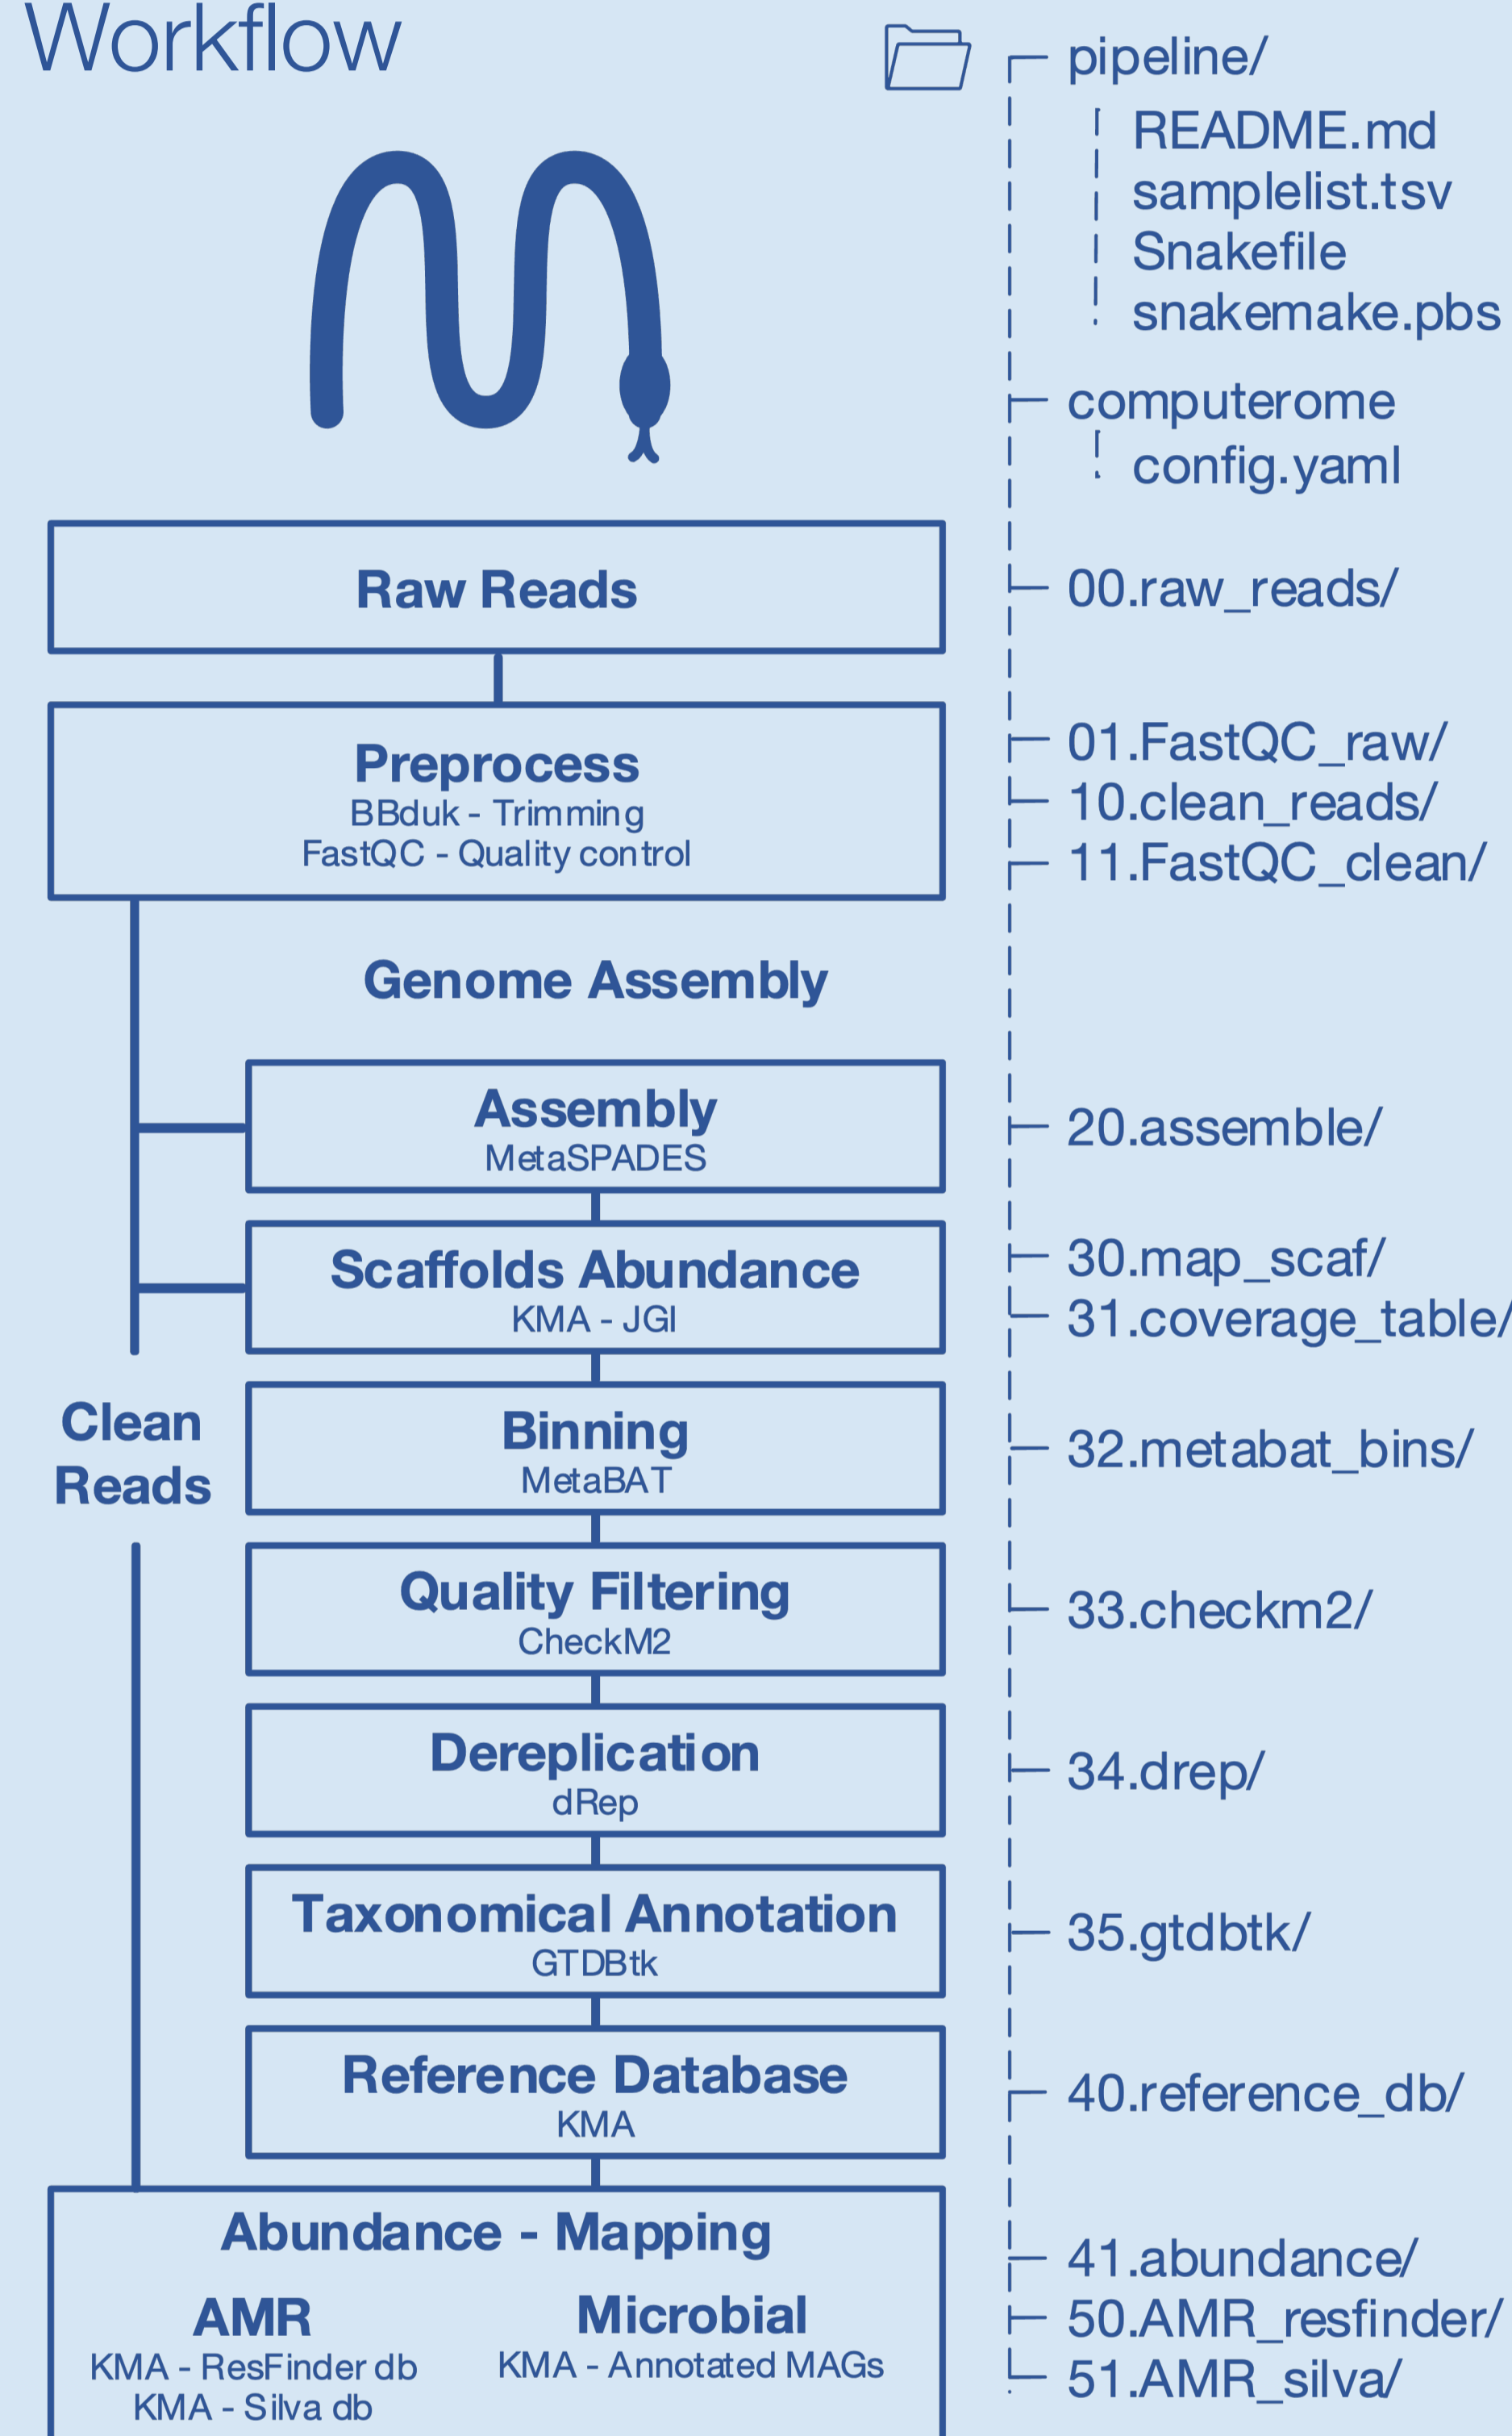 Workflow
pipeline/
README.md
samplelist.tsv
Snakefile
snakemake.pbs
computerome
config.yaml
Raw Reads
00.raw_reads/
Preprocess
BBduk - Trimming
FastQC - Quality control
01.FastQC_raw/
10.clean_reads/
11.FastQC_clean/
Genome Assembly
Assembly
MetaSPADES
20.assemble/
Scaffolds Abundance
KMA - JGI
30.map_scaf/
31.coverage_table/
Clean
Reads
Binning
MetaBAT
32.metabat_bins/
Quality Filtering
CheckM2
33.checkm2/
Dereplication
dRep
34.drep/
Taxonomical Annotation
GTDBtk
35.gtdbtk/
Reference Database
KMA
40.reference_db/
Abundance - Mapping
AMR
KMA - ResFinder db
KMA - Silva db
Microbial
KMA - Annotated MAGs
41.abundance/
50.AMR_resfinder/
51.AMR_silva/